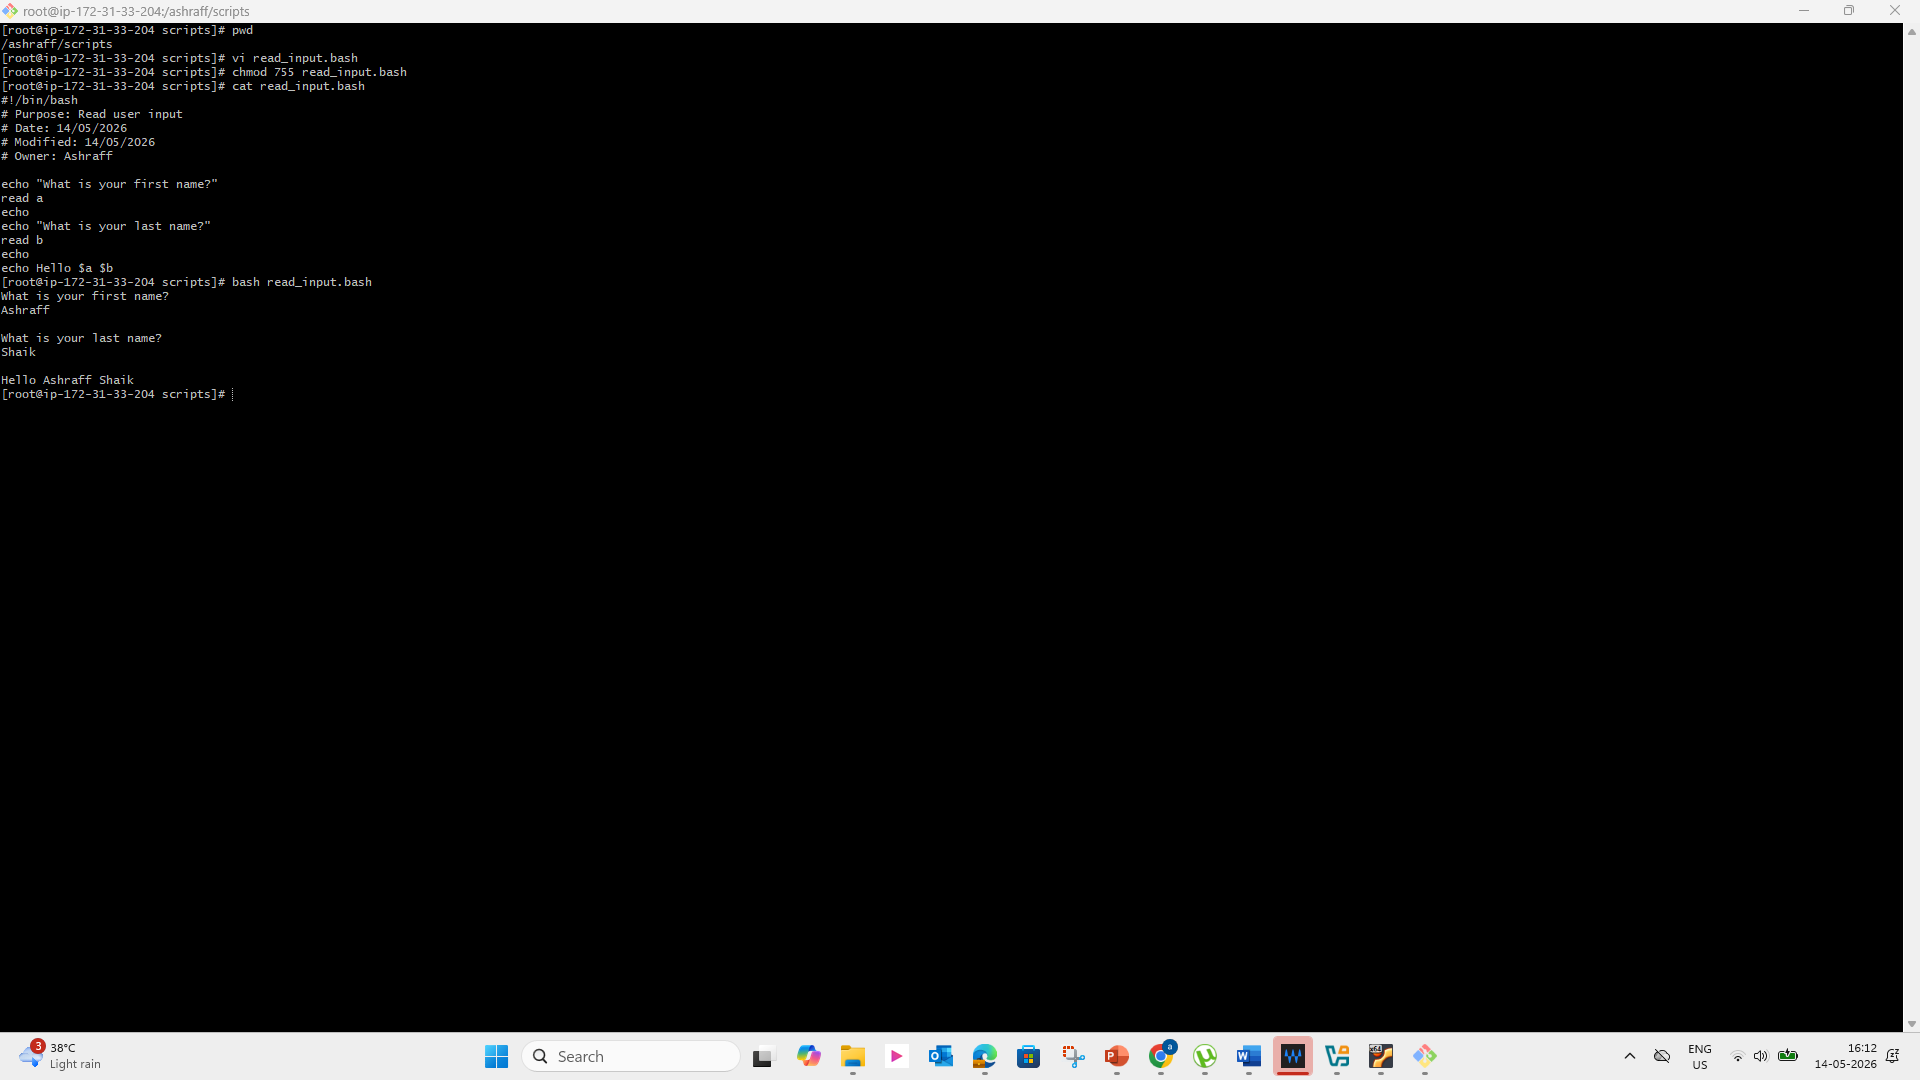 root@ip-172-31-33-204:/ashraff/scripts
[root@ip-172-31-33-204 scripts]# pwd
/ashraff/scripts
[root@ip-172-31-33-204 scripts]# vi read_input.bash
[root@ip-172-31-33-204 scripts]# chmod 755 read_input.bash
[root@ip-172-31-33-204 scripts]# cat read_input.bash
#!/bin/bash
# Purpose: Read user input
# Date: 14/05/2026
# Modified: 14/05/2026
# Owner: Ashraff

echo "What is your first name?"
read a
echo
echo "What is your last name?"
read b
echo
echo Hello $a $b
[root@ip-172-31-33-204 scripts]# bash read_input.bash
What is your first name?
Ashraff

What is your last name?
Shaik

Hello Ashraff Shaik
[root@ip-172-31-33-204 scripts]#
3
38°C
Light rain
Search
a
ENG
US
16:12
14-05-2026